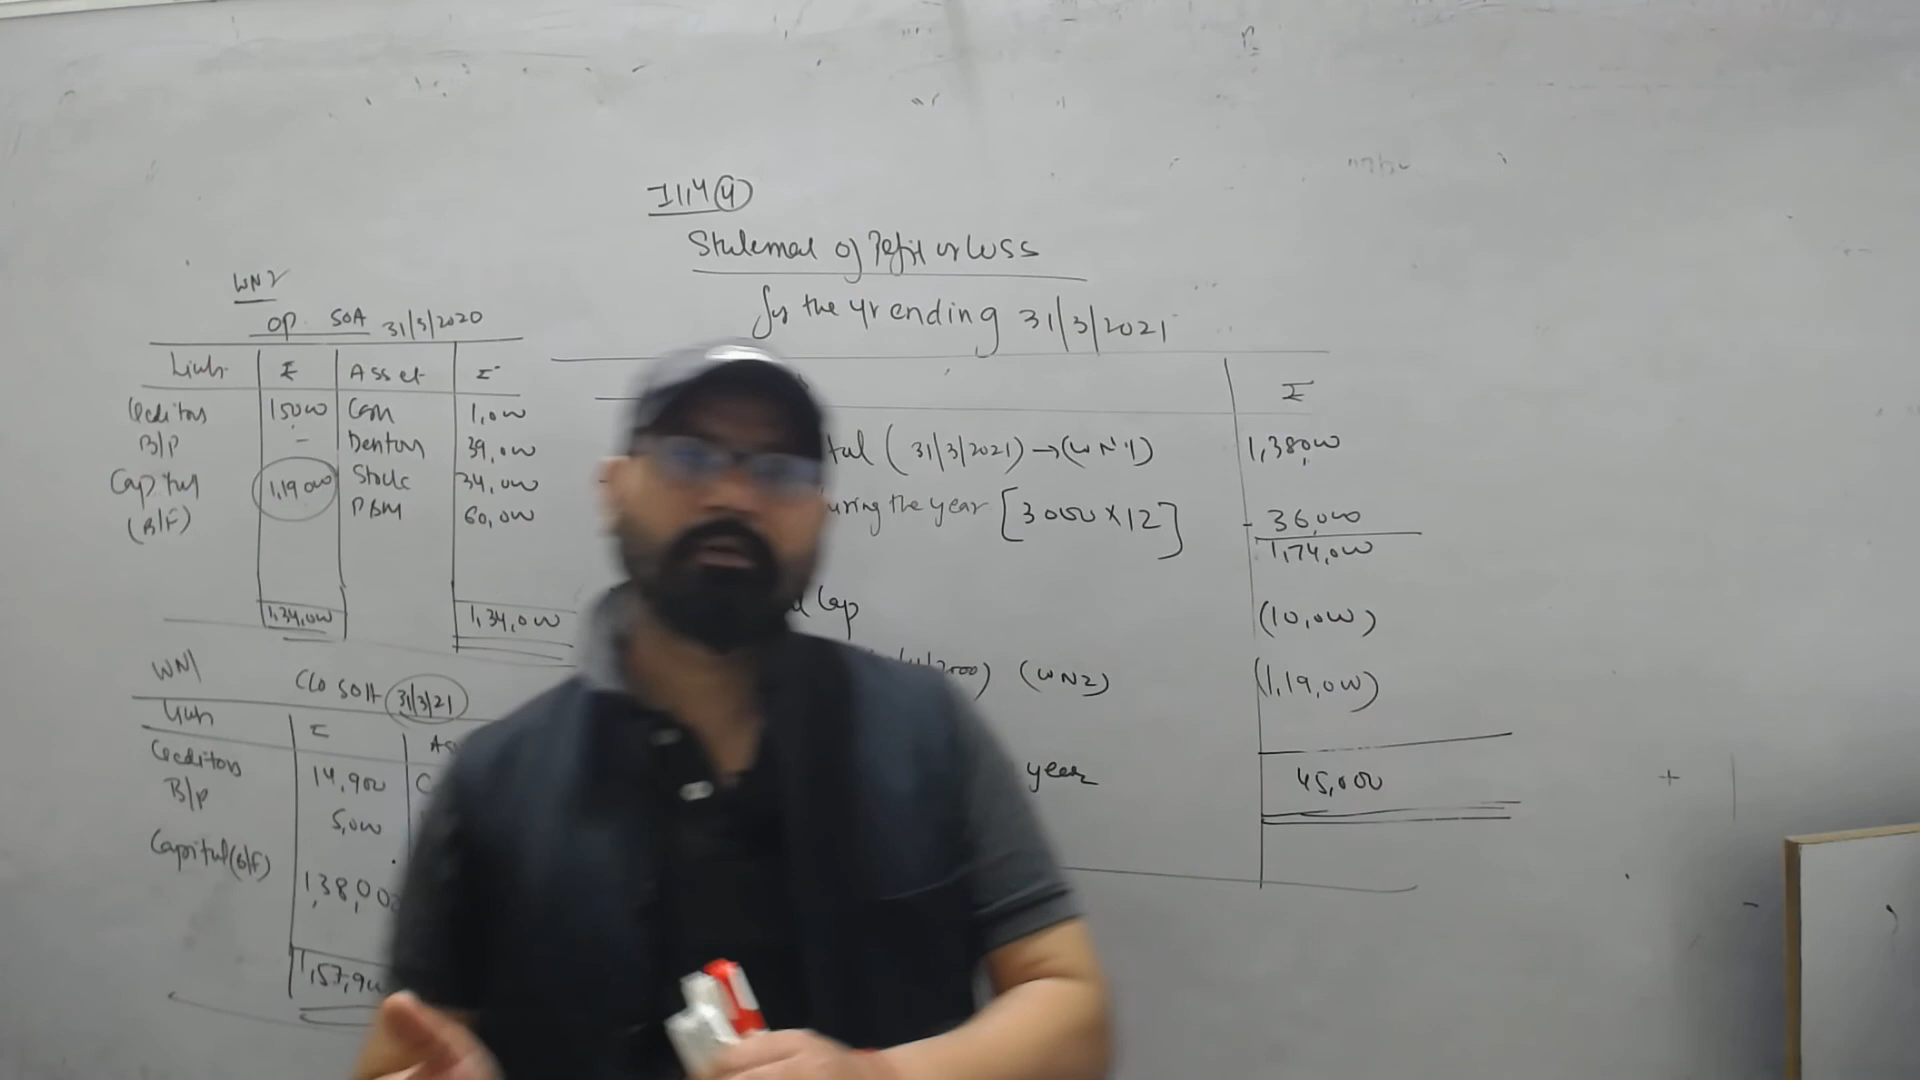 Ill 4
Statement of Profit or Loss
for the yr ending 31/3/2021
₹
tal (31/3/2021) → (WN1) 1,38,000
uring the year [3000 × 12] + 36,000
1,74,000
d Cap (10,000)
(WN2) (1,19,000)
year 45,000
WN2
OP SOA 31/3/2020
Liab ₹ Asset ₹
Creditors 15000 Cash 1,000
B/P - Debtors 39,000
Capital 1,19000 Stock 34,000
(B/F) P&M 60,000
1,34,000 1,34,000
WN1
Clo SOA 31/3/21
Liab ₹ As
Creditors 14,900 C
B/P 5,000
Capital (B/F) 1,38,000
1,57,900